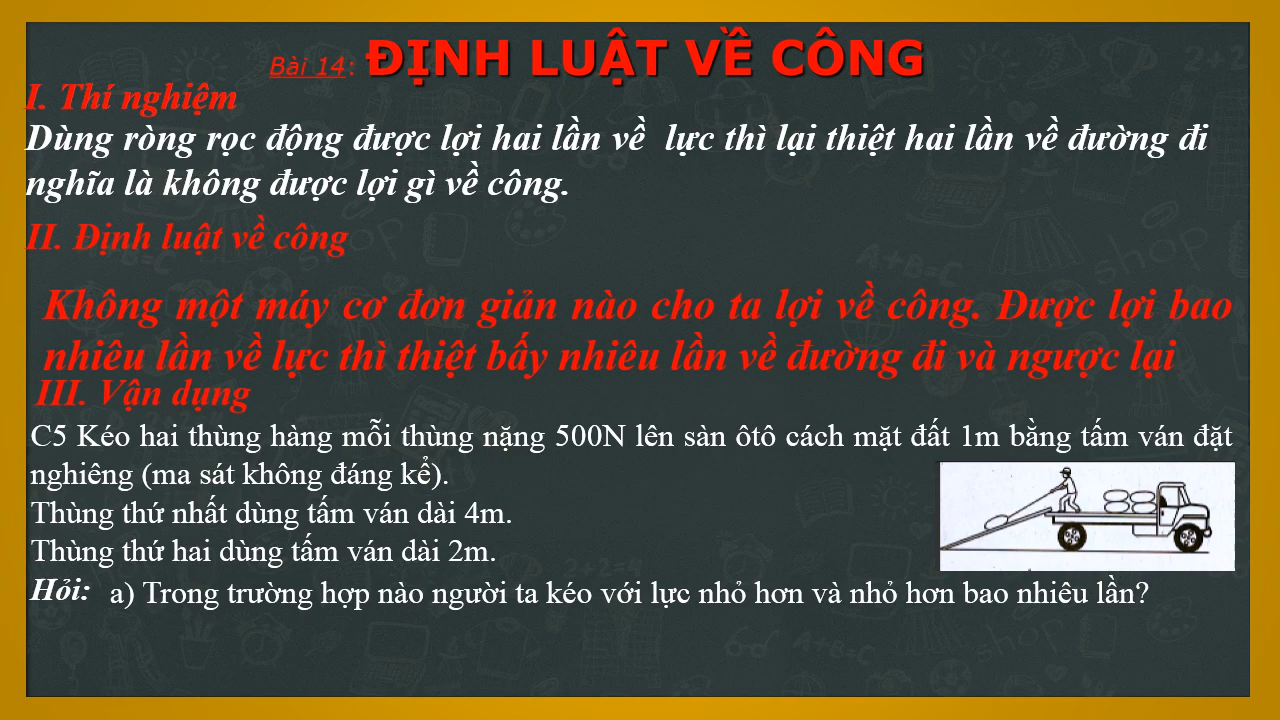 Bài 14: ĐỊNH LUẬT VỀ CÔNG
I. Thí nghiệm
Dùng ròng rọc động được lợi hai lần về lực thì lại thiệt hai lần về đường đi
nghĩa là không được lợi gì về công.
II. Định luật về công
Không một máy cơ đơn giản nào cho ta lợi về công. Được lợi bao
nhiêu lần về lực thì thiệt bấy nhiêu lần về đường đi và ngược lại
III. Vận dụng
C5 Kéo hai thùng hàng mỗi thùng nặng 500N lên sàn ôtô cách mặt đất 1m bằng tấm ván đặt
nghiêng (ma sát không đáng kể).
Thùng thứ nhất dùng tấm ván dài 4m.
Thùng thứ hai dùng tấm ván dài 2m.
Hỏi: a) Trong trường hợp nào người ta kéo với lực nhỏ hơn và nhỏ hơn bao nhiêu lần?